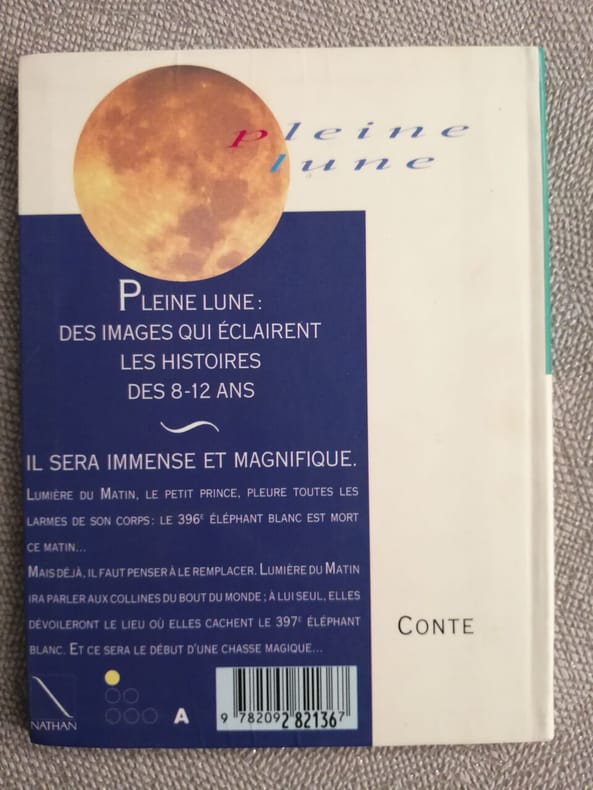 pleine
lune
PLEINE LUNE :
DES IMAGES QUI ÉCLAIRENT
LES HISTOIRES
DES 8-12 ANS
IL SERA IMMENSE ET MAGNIFIQUE.
LUMIÈRE DU MATIN, LE PETIT PRINCE, PLEURE TOUTES LES
LARMES DE SON CORPS : LE 396E ÉLÉPHANT BLANC EST MORT
CE MATIN...
MAIS DÉJÀ, IL FAUT PENSER À LE REMPLACER. LUMIÈRE DU MATIN
IRA PARLER AUX COLLINES DU BOUT DU MONDE ; À LUI SEUL, ELLES
DÉVOILERONT LE LIEU OÙ ELLES CACHENT LE 397E ÉLÉPHANT
BLANC. ET CE SERA LE DÉBUT D'UNE CHASSE MAGIQUE...
CONTE
NATHAN
A
9 782092 821367